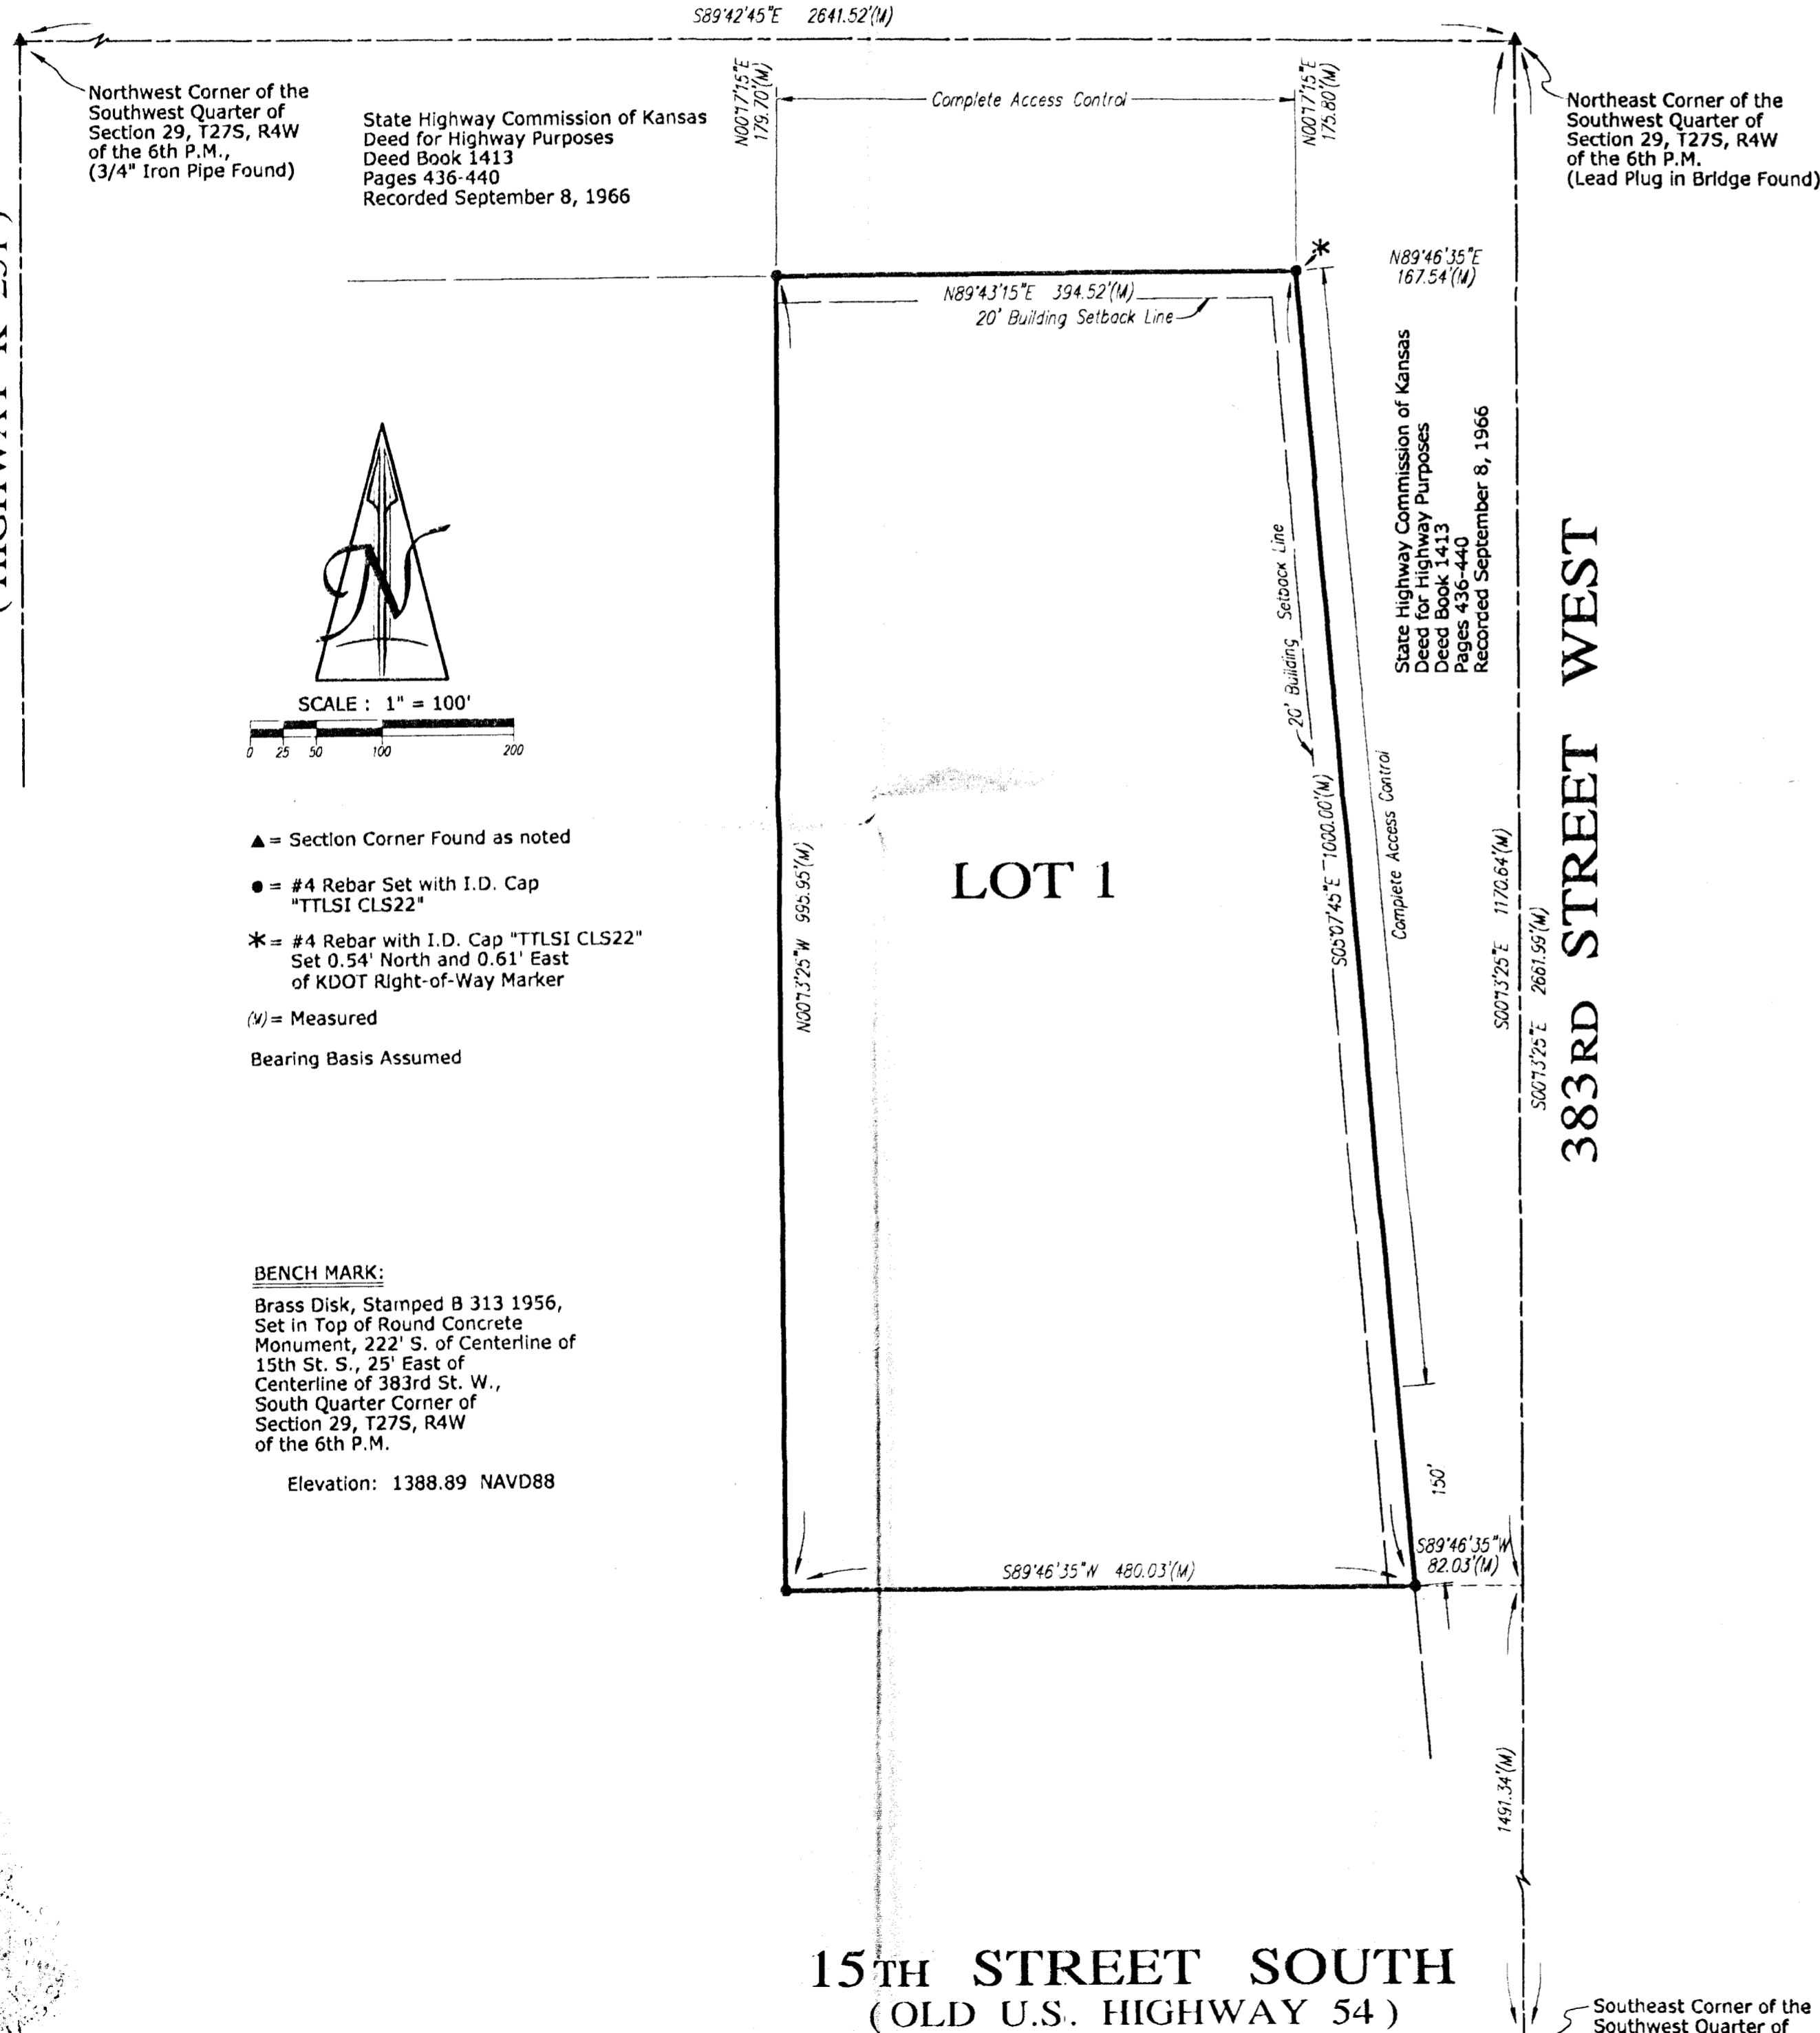 S89°42'45"E 2641.52'(M)
Northwest Corner of the
Southwest Quarter of
Section 29, T27S, R4W
of the 6th P.M.,
(3/4" Iron Pipe Found)
State Highway Commission of Kansas
Deed for Highway Purposes
Deed Book 1413
Pages 436-440
Recorded September 8, 1966
N00°17'15"E
179.70'(M)
Complete Access Control
N00°17'15"E
175.80'(M)
Northeast Corner of the
Southwest Quarter of
Section 29, T27S, R4W
of the 6th P.M.
(Lead Plug in Bridge Found)
N89°46'35"E
167.54'(M)
N89°43'15"E 394.52'(M)
20' Building Setback Line
State Highway Commission of Kansas
Deed for Highway Purposes
Deed Book 1413
Pages 436-440
Recorded September 8, 1966
N
SCALE : 1" = 100'
0 25 50 100 200
20' Building Setback Line
S05°07'45"E 1000.00'(M)
Complete Access Control
383RD STREET WEST
▲ = Section Corner Found as noted
● = #4 Rebar Set with I.D. Cap
"TTLSI CLS22"
* = #4 Rebar with I.D. Cap "TTLSI CLS22"
Set 0.54' North and 0.61' East
of KDOT Right-of-Way Marker
(M) = Measured
Bearing Basis Assumed
N00°13'25"W 995.95'(M)
LOT 1
S00°13'25"E 1170.64'(M)
S00°13'25"E 2661.99'(M)
BENCH MARK:
Brass Disk, Stamped B 313 1956,
Set in Top of Round Concrete
Monument, 222' S. of Centerline of
15th St. S., 25' East of
Centerline of 383rd St. W.,
South Quarter Corner of
Section 29, T27S, R4W
of the 6th P.M.
Elevation: 1388.89 NAVD88
150'
S89°46'35"W 480.03'(M)
S89°46'35"W
82.03'(M)
1491.34'(M)
15TH STREET SOUTH
(OLD U.S. HIGHWAY 54)
Southeast Corner of the
Southwest Quarter of